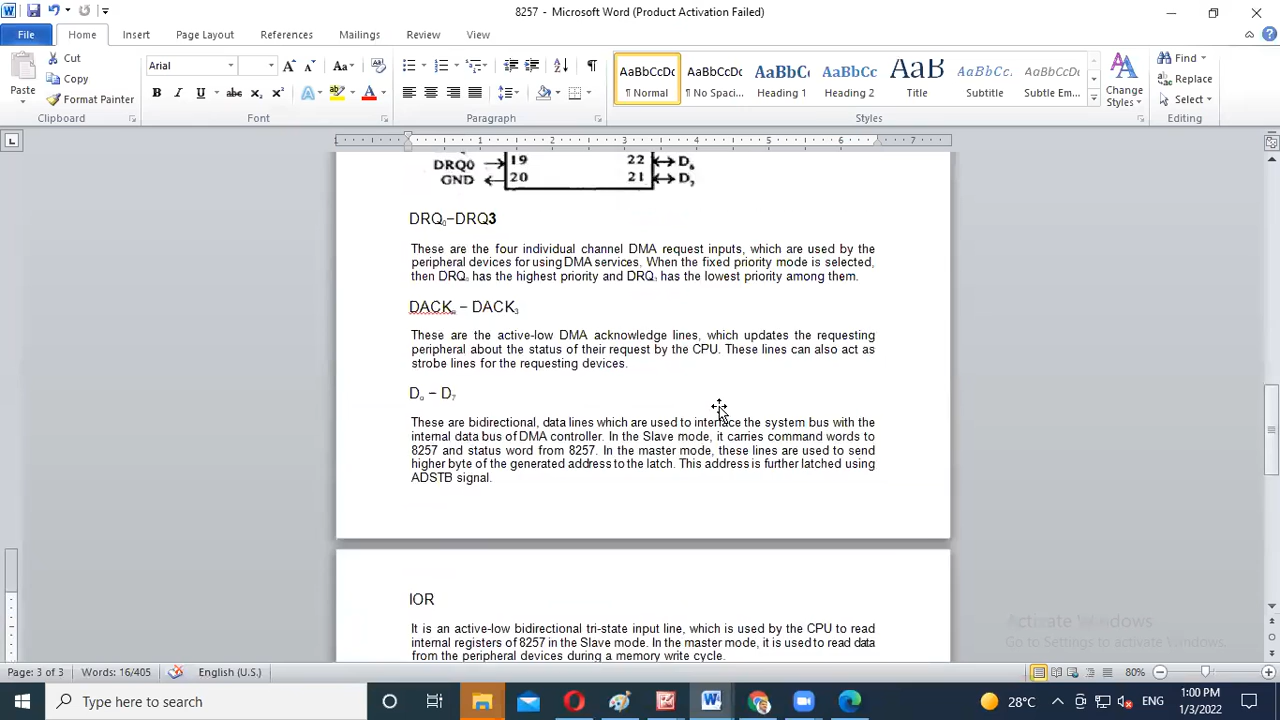 8257 - Microsoft Word (Product Activation Failed)
File Home Insert Page Layout References Mailings Review View
Cut
Copy
Format Painter
Paste
Clipboard
Arial
Font
Paragraph
AaBbCcDc AaBbCcDc AaBbC AaBbCc AaB AaBbCcI AaBbCcDc
¶ Normal ¶ No Spaci... Heading 1 Heading 2 Title Subtitle Subtle Em...
Change Styles
Styles
Find
Replace
Select
Editing
1 1 2 3 4 5 6 7
DRQ0 19 22 D₆
GND 20 21 D₇
DRQ₀−DRQ3
These are the four individual channel DMA request inputs, which are used by the
peripheral devices for using DMA services. When the fixed priority mode is selected,
then DRQ₀ has the highest priority and DRQ₃ has the lowest priority among them.
DACK₀ − DACK₃
These are the active-low DMA acknowledge lines, which updates the requesting
peripheral about the status of their request by the CPU. These lines can also act as
strobe lines for the requesting devices.
D₀ − D₇
These are bidirectional, data lines which are used to interface the system bus with the
internal data bus of DMA controller. In the Slave mode, it carries command words to
8257 and status word from 8257. In the master mode, these lines are used to send
higher byte of the generated address to the latch. This address is further latched using
ADSTB signal.
IOR
It is an active-low bidirectional tri-state input line, which is used by the CPU to read
internal registers of 8257 in the Slave mode. In the master mode, it is used to read data
from the peripheral devices during a memory write cycle.
Activate Windows
Go to Settings to activate Windows.
Page: 3 of 3 Words: 16/405 English (U.S.) 80%
Type here to search
28°C ENG
1:00 PM
1/3/2022